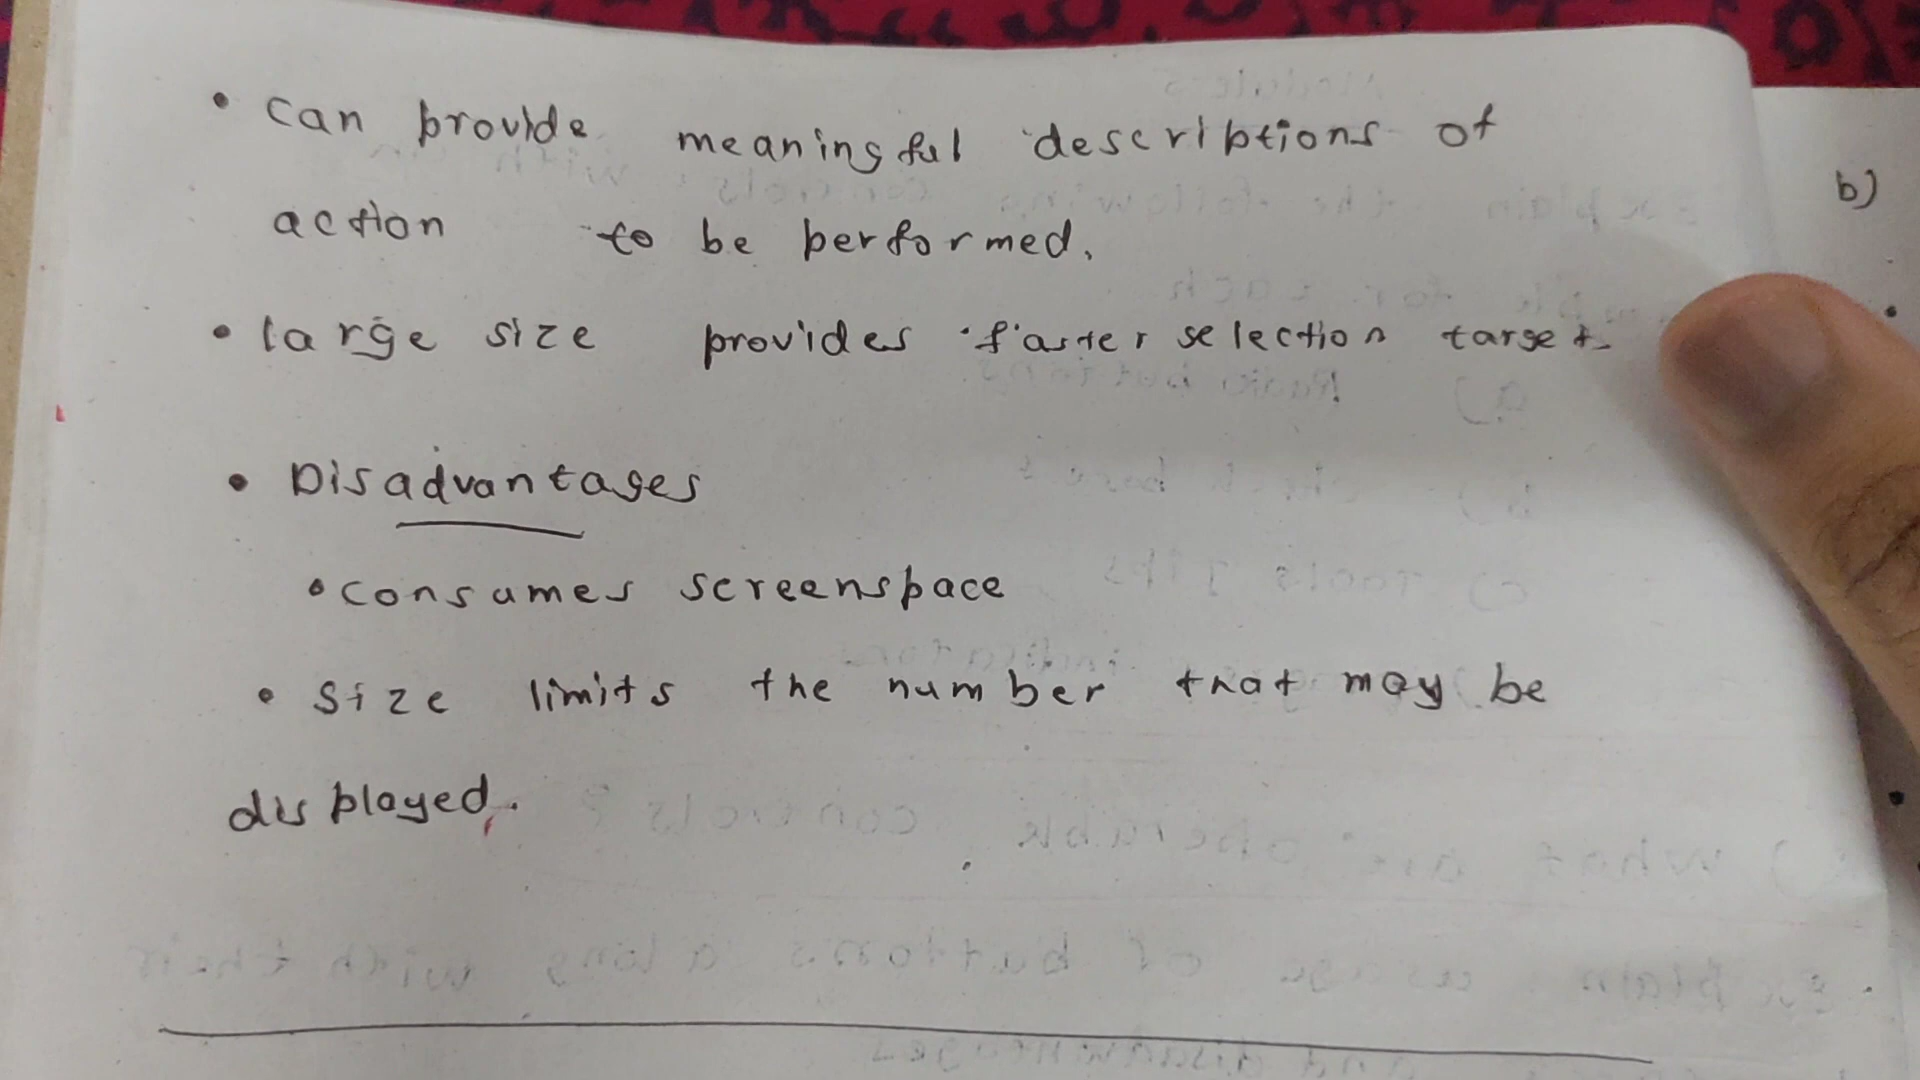 • can provide meaningful descriptions of
action to be performed.
• large size provides faster selection target.
• Disadvantages
• consumes screenspace
• size limits the number that may be
displayed.
b)